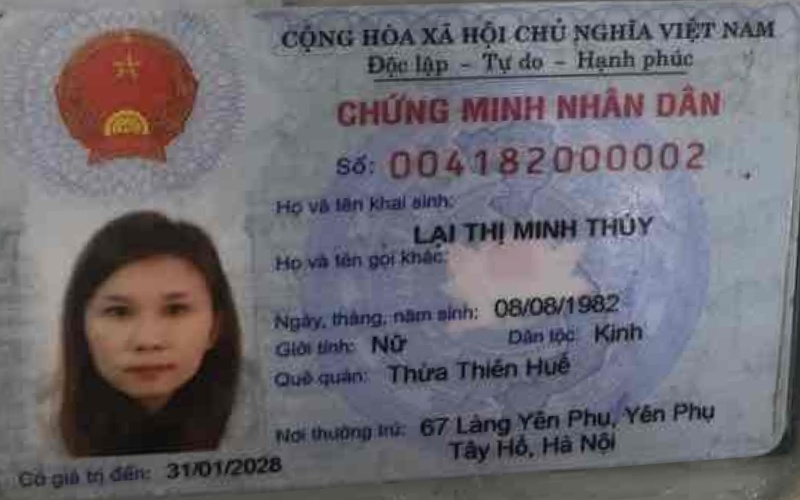 CỘNG HÒA XÃ HỘI CHỦ NGHĨA VIỆT NAM
Độc lập - Tự do - Hạnh phúc
CHỨNG MINH NHÂN DÂN
Số: 004182000002
Họ và tên khai sinh:
LẠI THỊ MINH THỦY
Họ và tên gọi khác:
Ngày, tháng, năm sinh: 08/08/1982
Giới tính: Nữ Dân tộc: Kinh
Quê quán: Thừa Thiên Huế
Nơi thường trú: 67 Làng Yên Phụ, Yên Phụ
Tây Hồ, Hà Nội
Có giá trị đến: 31/01/2028